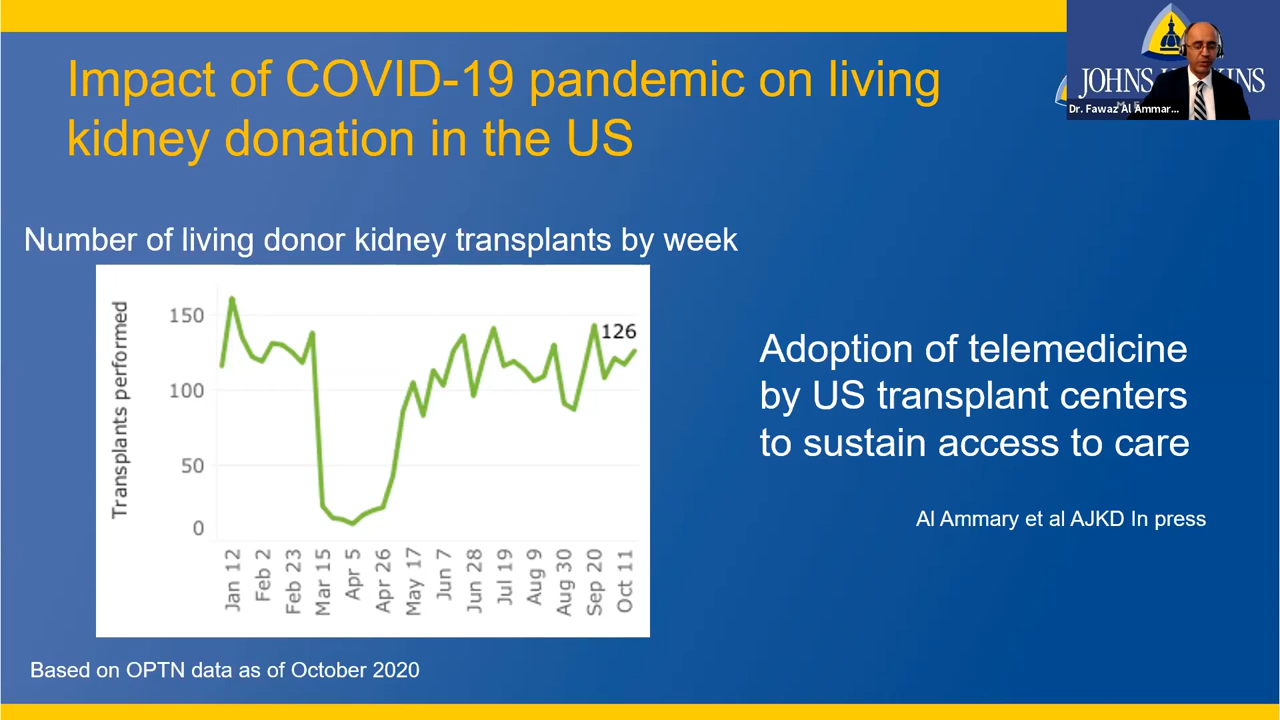 Impact of COVID-19 pandemic on living
kidney donation in the US
JOHNS
Dr. Fawaz Al Ammar...
Number of living donor kidney transplants by week
Transplants performed
150
100
50
0
126
Jan 12
Feb 2
Feb 23
Mar 15
Apr 5
Apr 26
May 17
Jun 7
Jun 28
Jul 19
Aug 9
Aug 30
Sep 20
Oct 11
Adoption of telemedicine
by US transplant centers
to sustain access to care
Al Ammary et al AJKD In press
Based on OPTN data as of October 2020